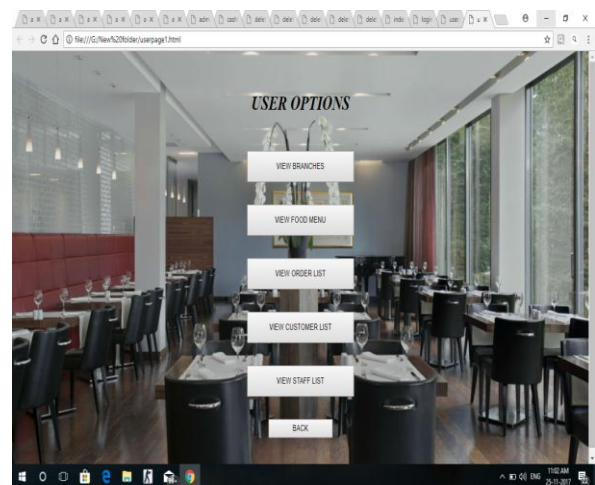 file:///G:/New%20folder/userpage1.html
USER OPTIONS
VIEW BRANCHES
VIEW FOOD MENU
VIEW ORDER LIST
VIEW CUSTOMER LIST
VIEW STAFF LIST
BACK
ENG
11:02 AM
25-11-2017